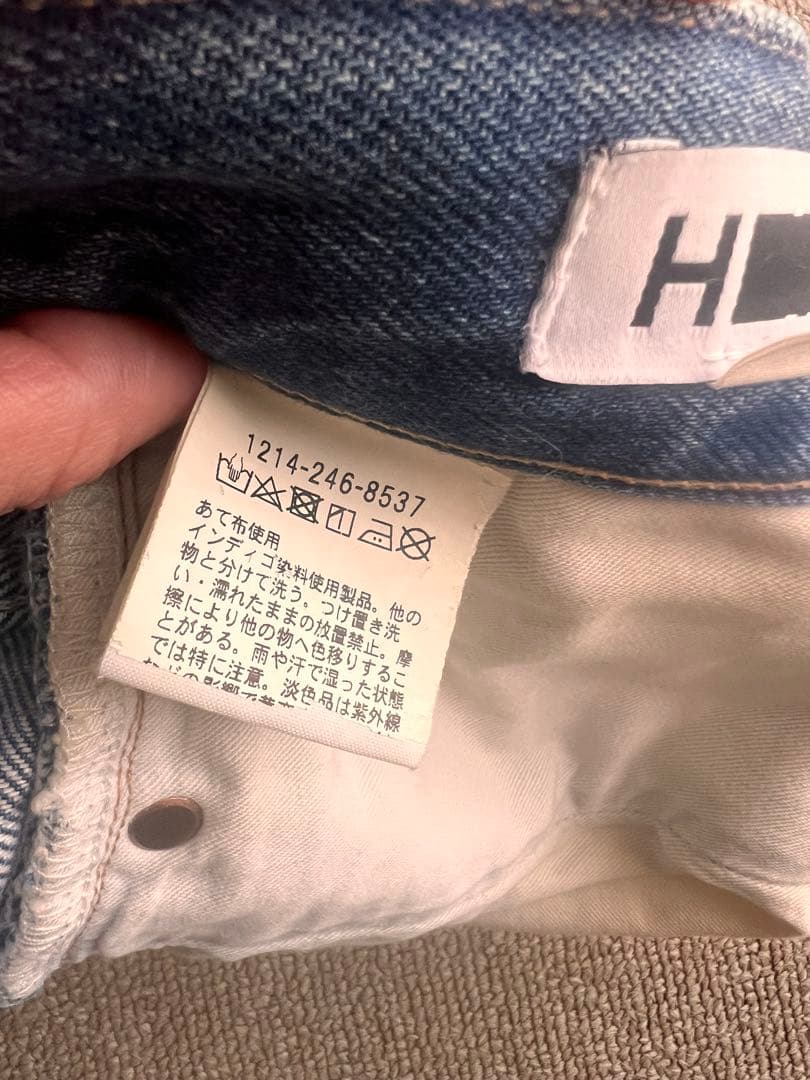 H
1214-246-8537
あて布使用
インディゴ染料使用製品。他の
物と分けて洗う。つけ置き洗
い・濡れたままの放置禁止。摩
擦により他の物へ色移りするこ
とがある。雨や汗で湿った状態
では特に注意。淡色品は紫外線